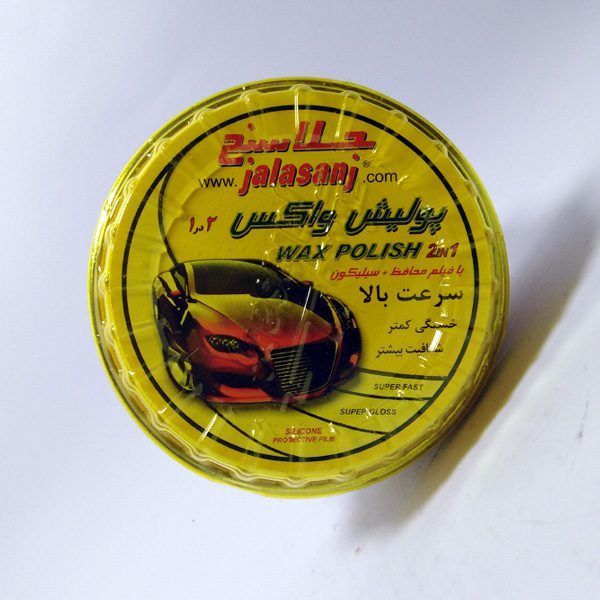 جلاسنج
www.jalasanj.com®
پولیش واکس ۲ در ۱
WAX POLISH 2IN1
با فیلم محافظ + سیلیکون
سرعت بالا
خستگی کمتر
شفافیت بیشتر
SUPER FAST
SUPER GLOSS
SILICONE
PROTECTIVE FILM